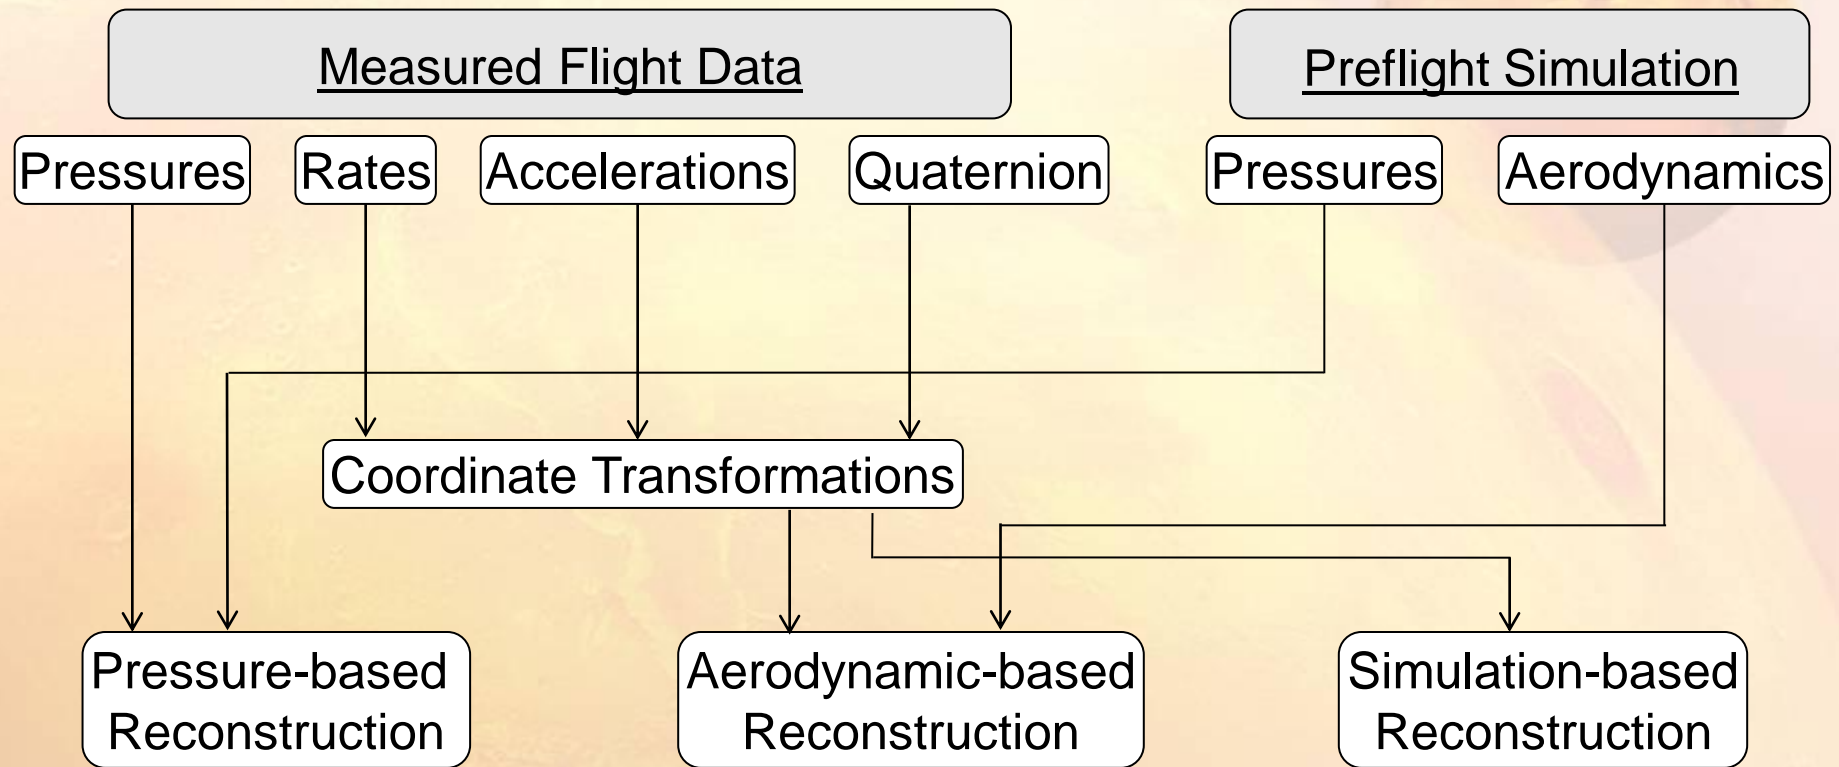 Measured Flight Data
Preflight Simulation
Pressures
Rates
Accelerations
Quaternion
Pressures
Aerodynamics
Coordinate Transformations
Pressure-based
Reconstruction
Aerodynamic-based
Reconstruction
Simulation-based
Reconstruction